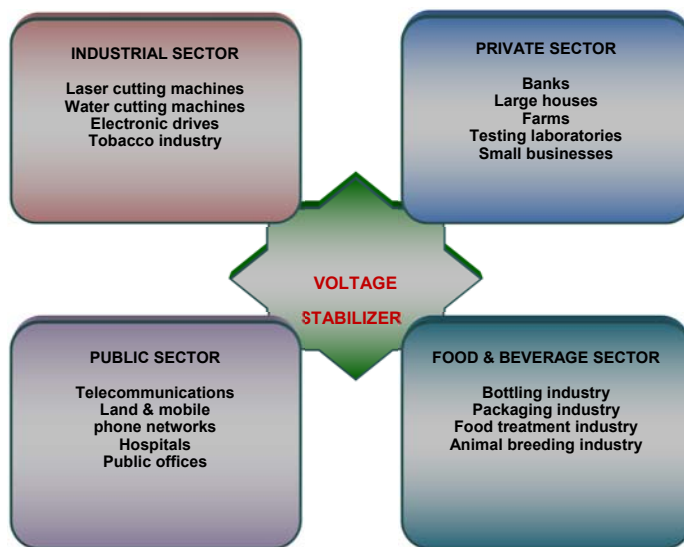 INDUSTRIAL SECTOR
Laser cutting machines
Water cutting machines
Electronic drives
Tobacco industry
PRIVATE SECTOR
Banks
Large houses
Farms
Testing laboratories
Small businesses
VOLTAGE
STABILIZER
PUBLIC SECTOR
Telecommunications
Land & mobile
phone networks
Hospitals
Public offices
FOOD & BEVERAGE SECTOR
Bottling industry
Packaging industry
Food treatment industry
Animal breeding industry